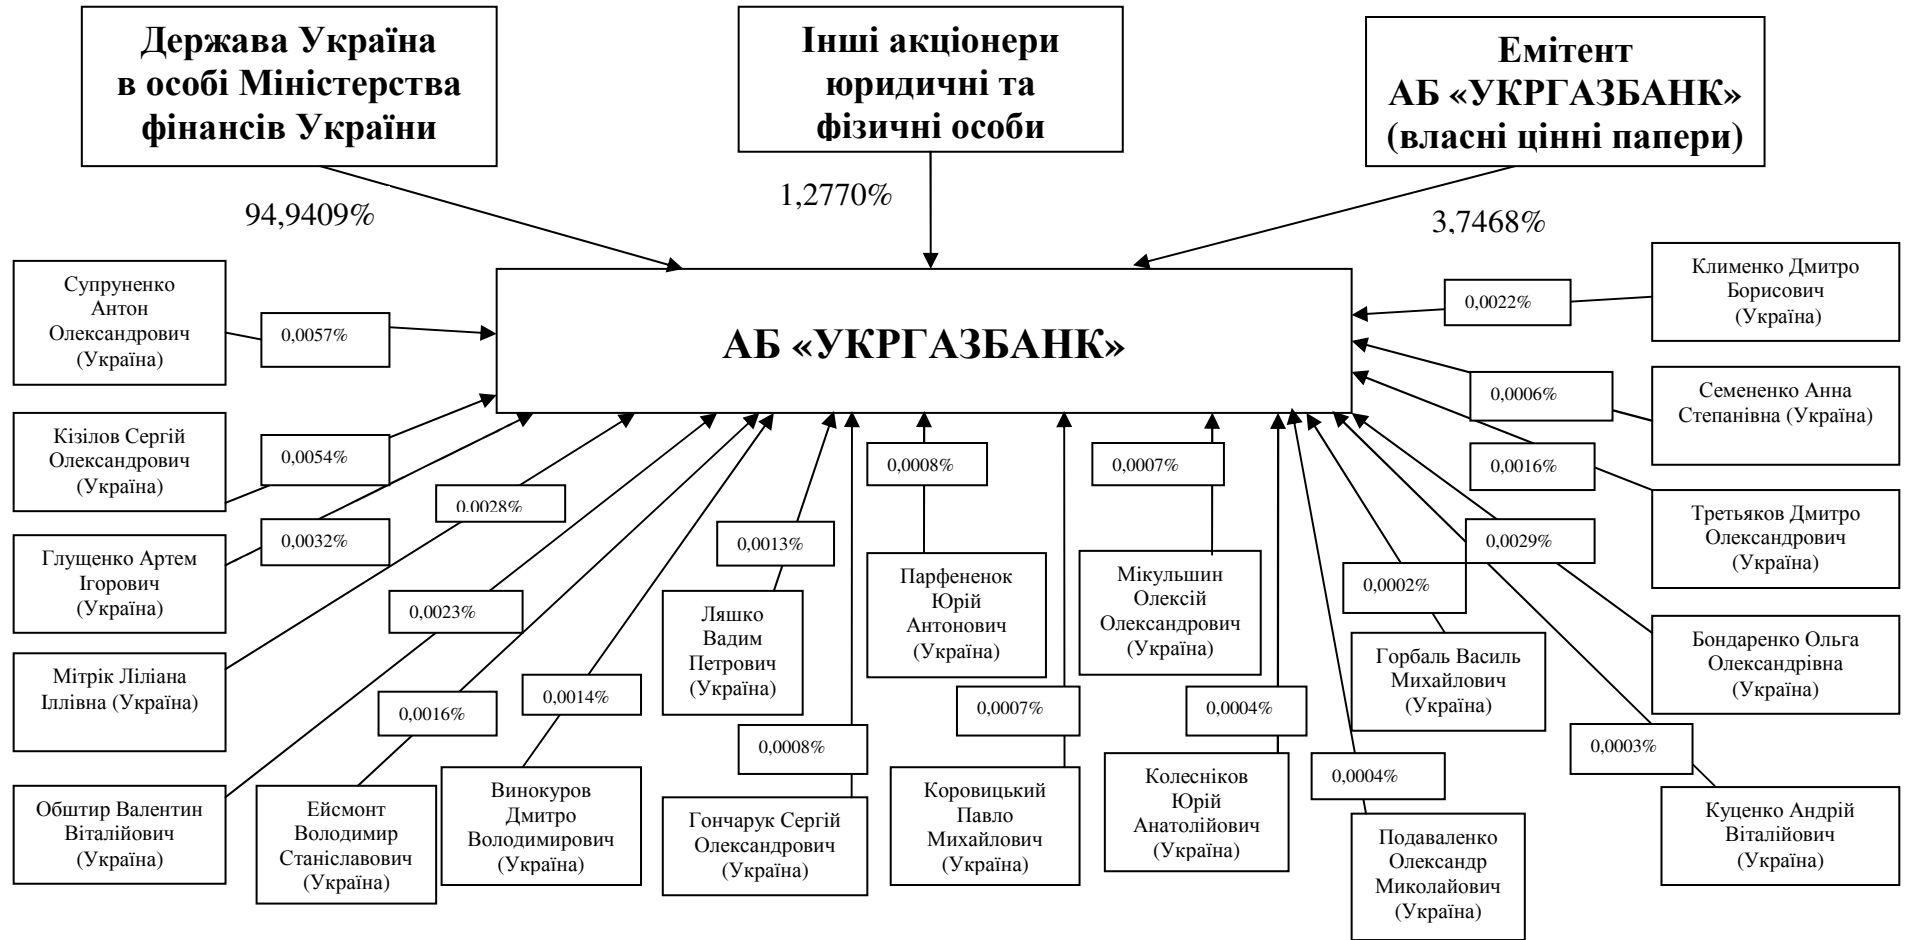 Держава Україна
в особі Міністерства
фінансів України
Інші акціонери
юридичні та
фізичні особи
Емітент
АБ «УКРГАЗБАНК»
(власні цінні папери)
94,9409%
1,2770%
3,7468%
АБ «УКРГАЗБАНК»
Супруненко
Антон
Олександрович
(Україна)
0,0057%
Кізілов Сергій
Олександрович
(Україна)
0,0054%
Глущенко Артем
Ігорович
(Україна)
0,0032%
Мітрік Ліліана
Іллівна (Україна)
0,0028%
Обштир Валентин
Віталійович
(Україна)
0,0023%
Ейсмонт
Володимир
Станіславович
(Україна)
0,0016%
Винокуров
Дмитро
Володимирович
(Україна)
0,0014%
Ляшко
Вадим
Петрович
(Україна)
0,0013%
Гончарук Сергій
Олександрович
(Україна)
0,0008%
Парфененок
Юрій
Антонович
(Україна)
0,0008%
Коровицький
Павло
Михайлович
(Україна)
0,0007%
Мікульшин
Олексій
Олександрович
(Україна)
0,0007%
Колесніков
Юрій
Анатолійович
(Україна)
0,0004%
Подаваленко
Олександр
Миколайович
(Україна)
0,0004%
Горбаль Василь
Михайлович
(Україна)
0,0002%
Куценко Андрій
Віталійович
(Україна)
0,0003%
Бондаренко Ольга
Олександрівна
(Україна)
0,0029%
Третьяков Дмитро
Олександрович
(Україна)
0,0016%
Семененко Анна
Степанівна (Україна)
0,0006%
Клименко Дмитро
Борисович
(Україна)
0,0022%